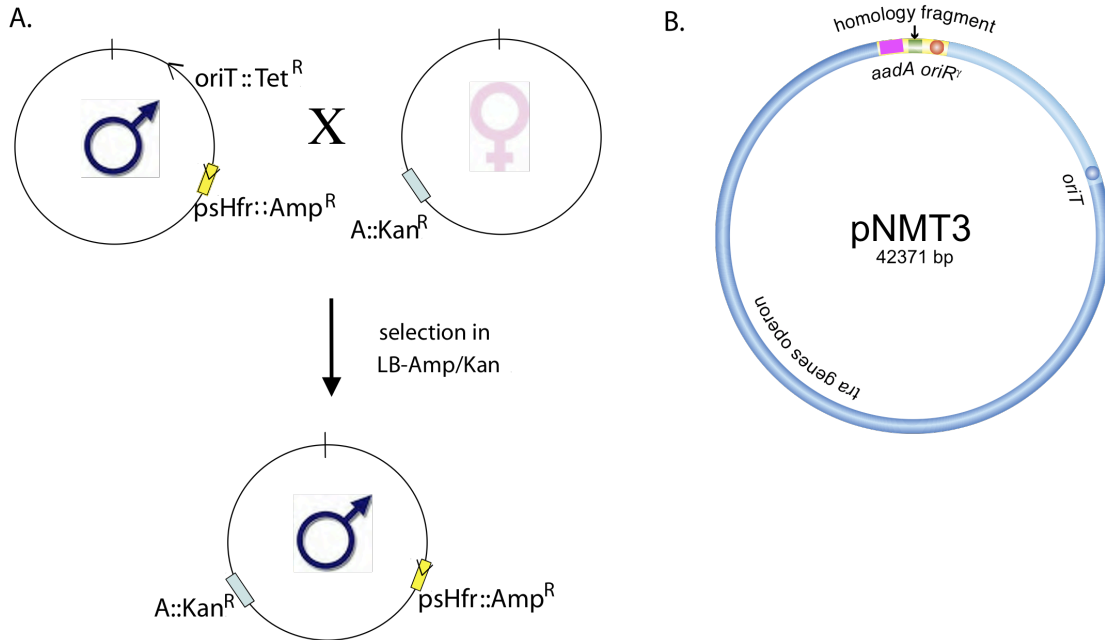 A.
oriT :: Tet^R
X
psHfr::Amp^R
A::Kan^R
selection in
LB-Amp/Kan
A::Kan^R
psHfr::Amp^R
B.
homology fragment
aadA oriRγ
oriT
pNMT3
42371 bp
tra genes operon